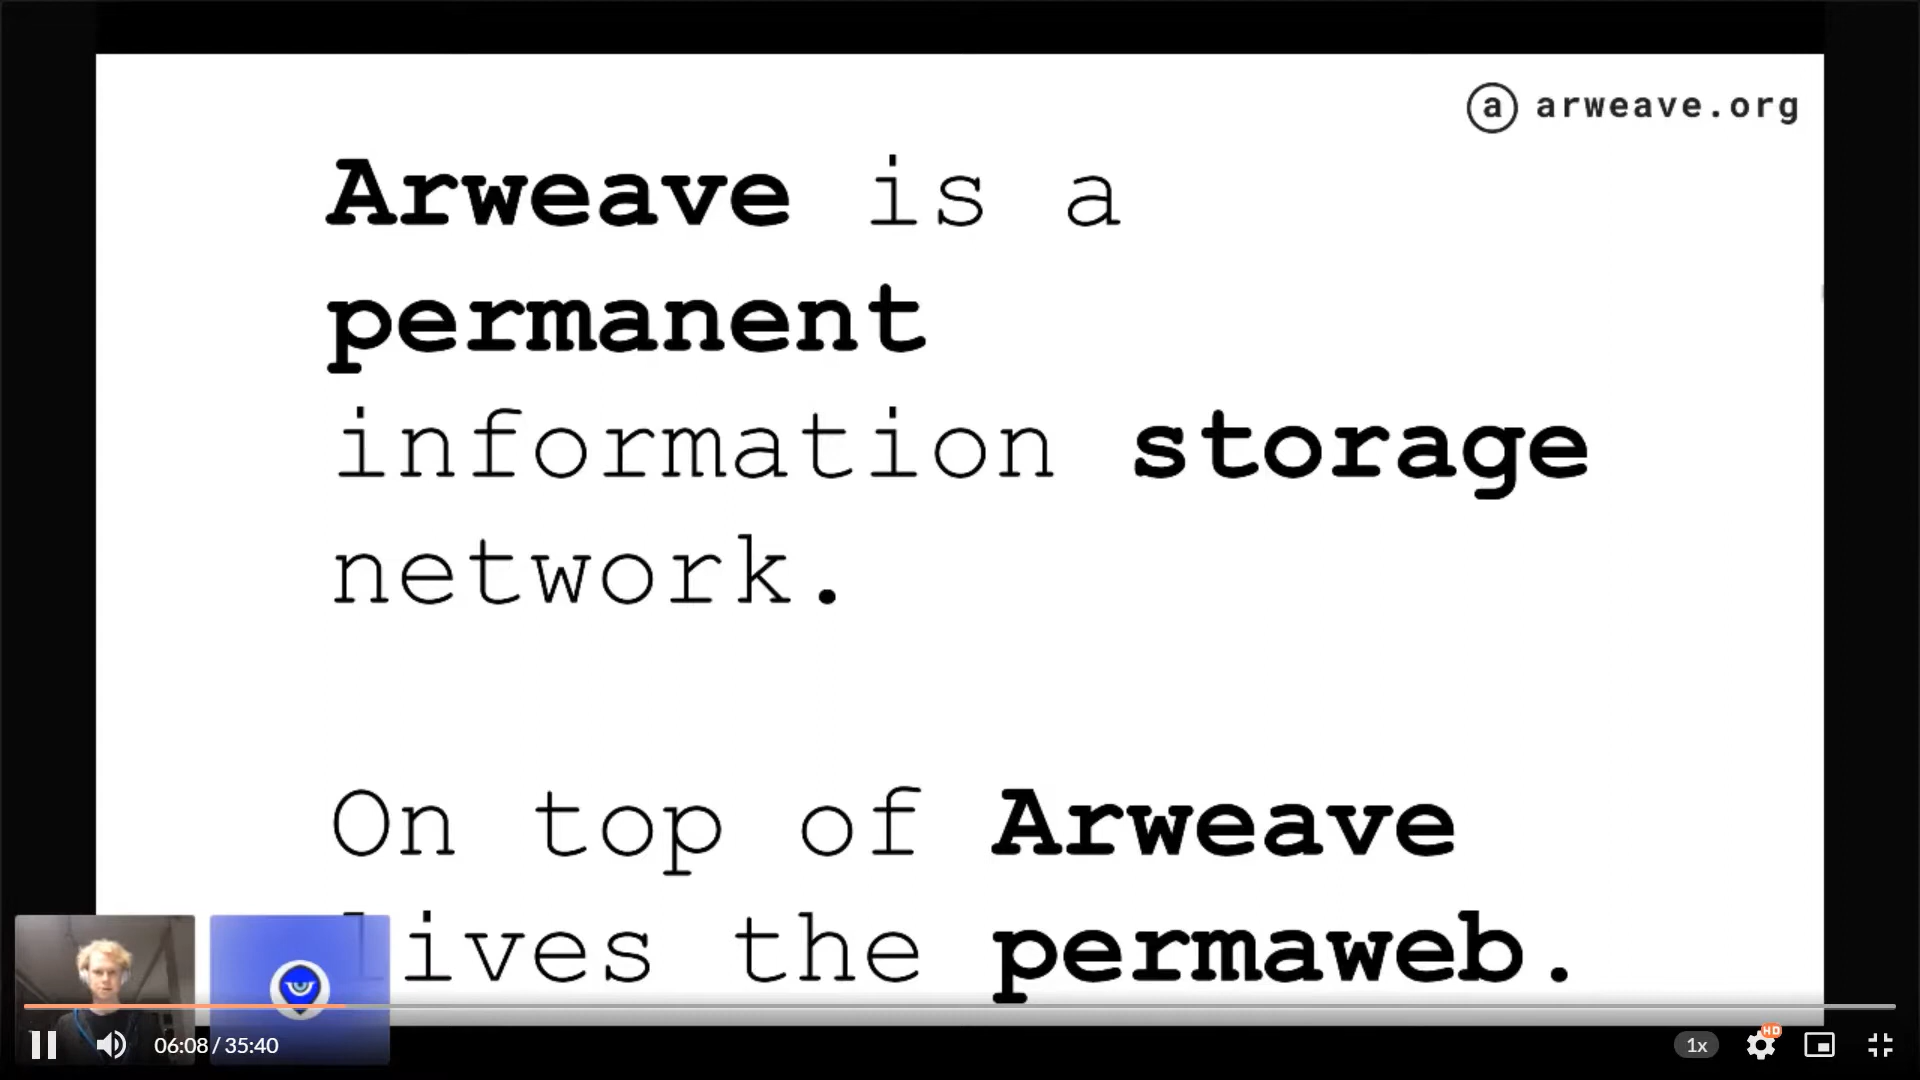 a arweave.org
Arweave is a
permanent
information storage
network.
On top of Arweave
lives the permaweb.
06:08 / 35:40
1x
HD